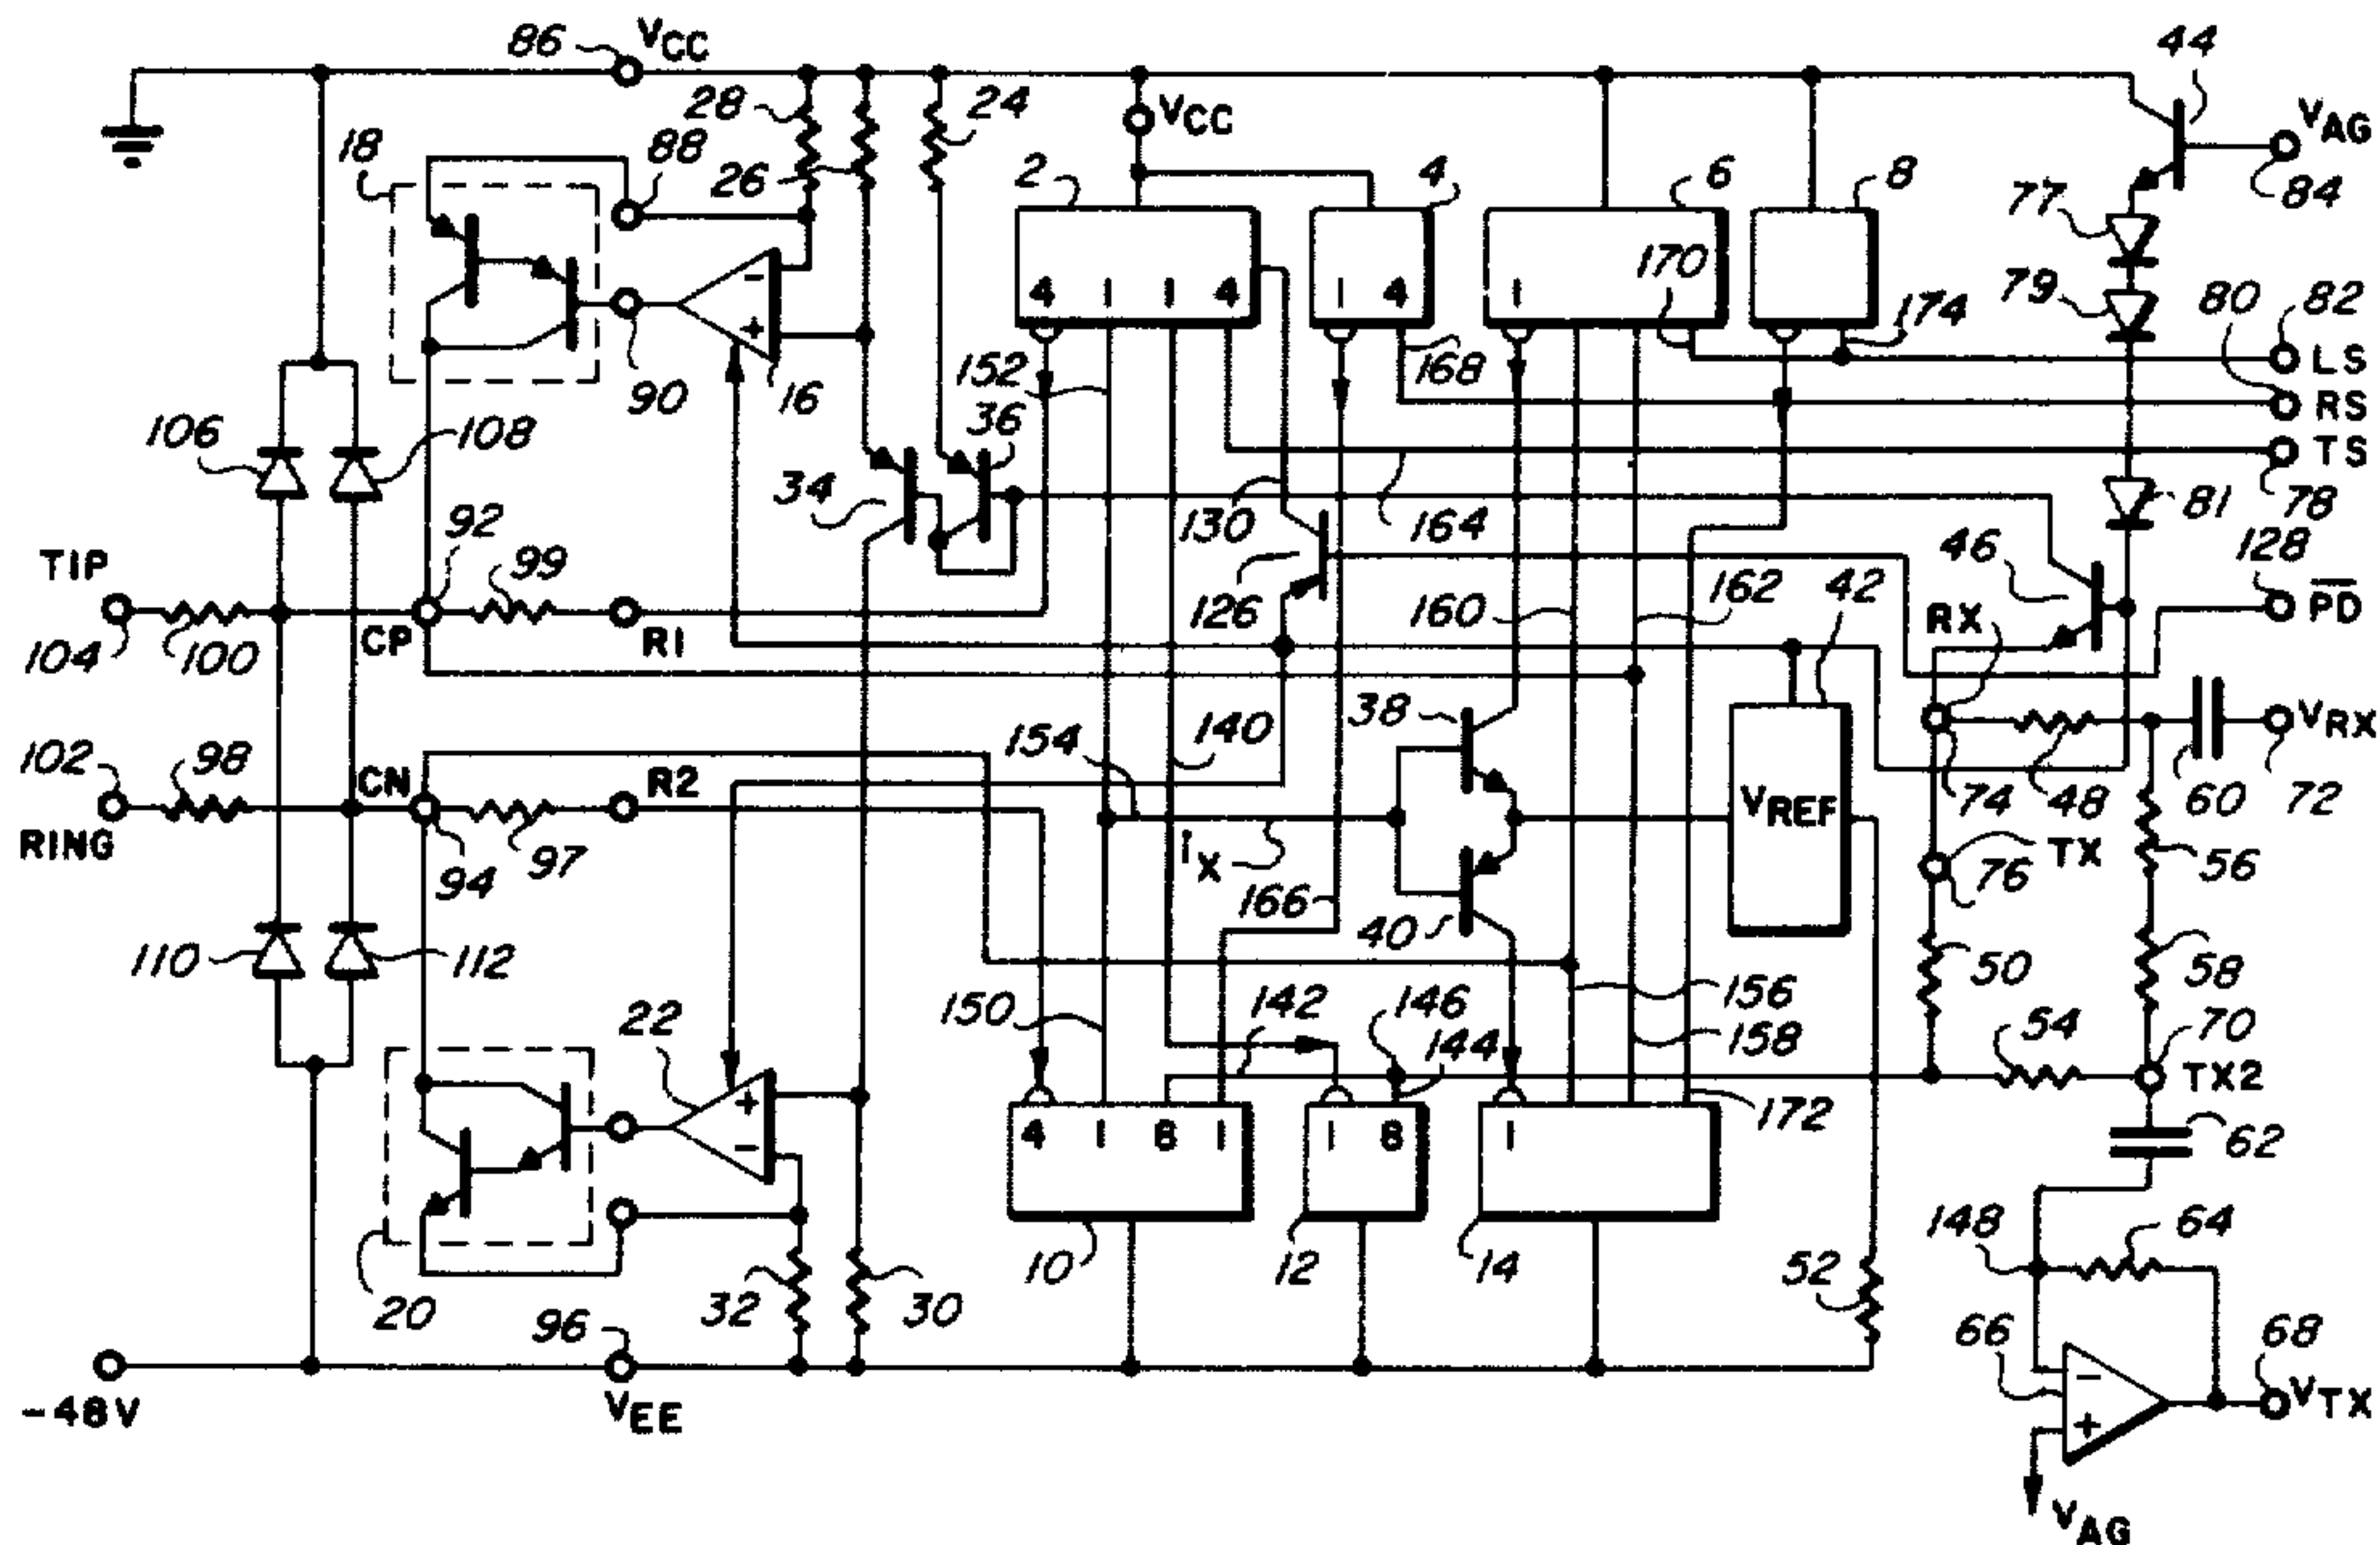 86 VCC 44
28 24 VCC VAG
18 88 26 2 4 6 8 77 84
4 1 1 4 1 4 1 170 79 80 82
- + 174
90 16 152 168 LS
106 108 36 RS
34 TS
130 164 81 78
92 46 128
TIP 99 126 160 162 42 RX PD
104 100 CP R1
38 VRX
102 98 CN R2 154 140 74 48 60 72
RING 94 97 iX VREF TX
166 40 76 56
110 112 50 58
22 150 142 146 144 156 54 70
+ - 158 TX2
4 1 8 1 1 8 1 172 62
148 64
20 32 30 10 12 14 52
96 66 68
-48V VEE - + VTX
VAG